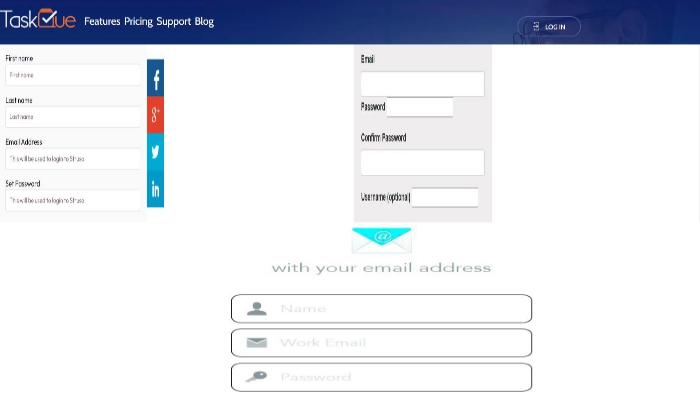 TaskQue Features Pricing Support Blog LOG IN
First name
First name
Last name
Last name
Email Address
This will be used to login to Struso
Set Password
This will be used to login to Struso
f
g+
in
Email
Password
Confirm Password
Username (optional)
@
with your email address
Name
Work Email
Password